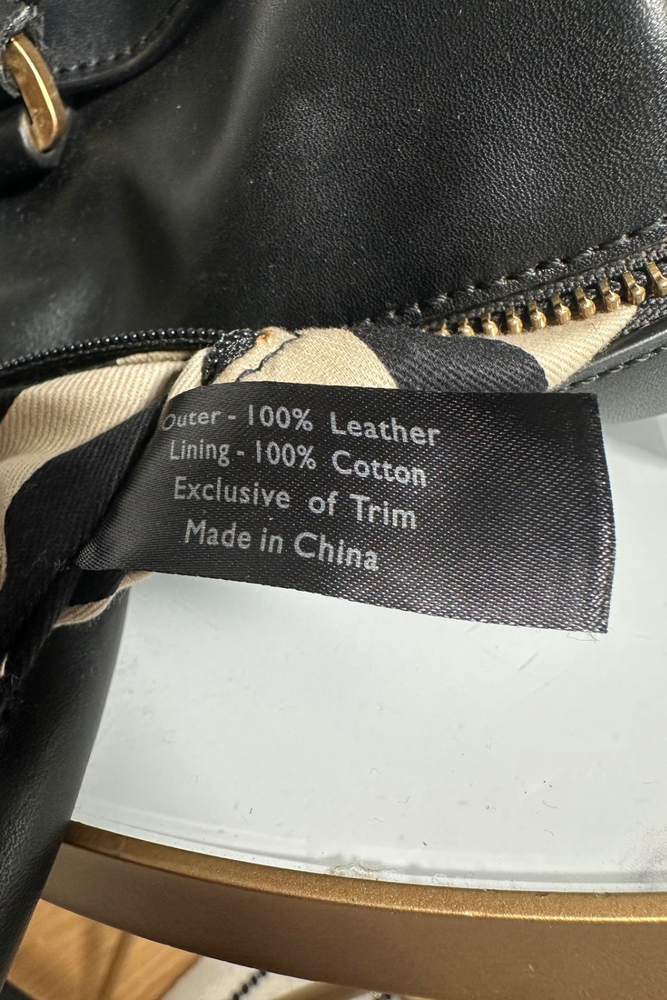 Outer - 100% Leather
Lining - 100% Cotton
Exclusive of Trim
Made in China